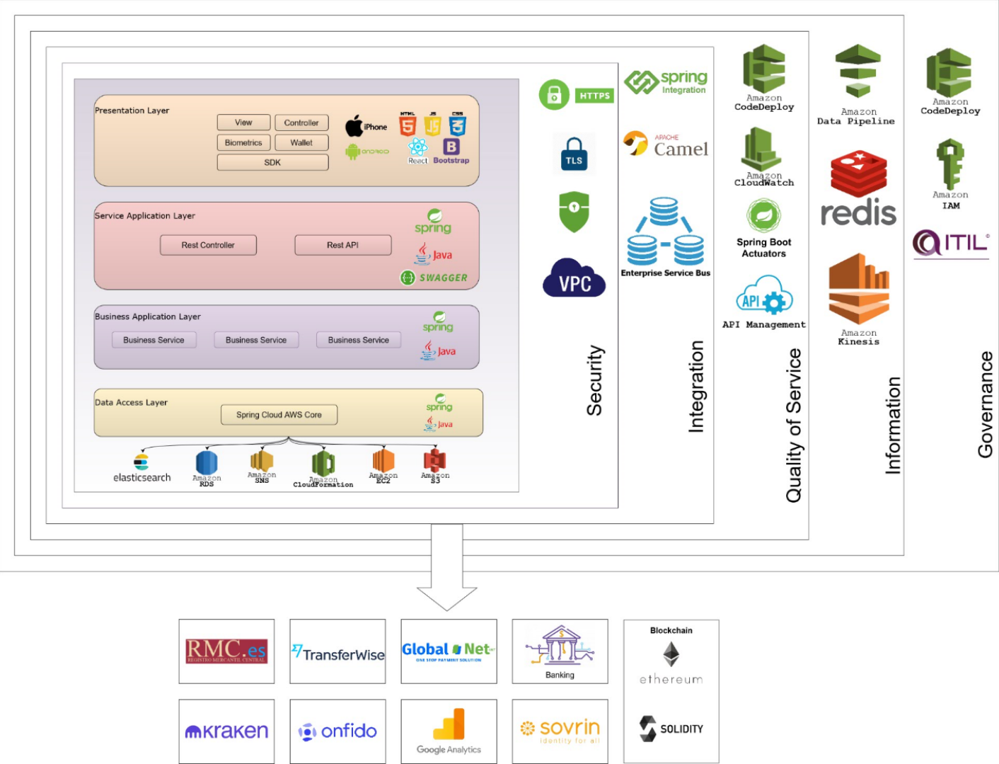 Presentation Layer
View
Controller
Biometrics
Wallet
SDK
iPhone
ANDROID
HTML
5
JS
JS
CSS
3
React
B
Bootstrap
Service Application Layer
Rest Controller
Rest API
spring
Java
SWAGGER
Business Application Layer
Business Service
Business Service
Business Service
spring
Java
Data Access Layer
Spring Cloud AWS Core
spring
Java
elasticsearch
Amazon
RDS
Amazon
SNS
Amazon
CloudFormation
Amazon
EC2
Amazon
S3
HTTPS
TLS
VPC
Security
spring
Integration
APACHE
Camel
Enterprise Service Bus
Integration
Amazon
CodeDeploy
Amazon
CloudWatch
Spring Boot
Actuators
API
API Management
Quality of Service
Amazon
Data Pipeline
redis
Amazon
Kinesis
Information
Amazon
CodeDeploy
Amazon
IAM
ITIL®
Governance
RMC.es
REGISTRO MERCANTIL CENTRAL
TransferWise
Global Net
ONE STOP PAYMENT SOLUTION
$
Banking
Blockchain
ethereum
SOLIDITY
mkraken
onfido
Google Analytics
sovrin
identity for all